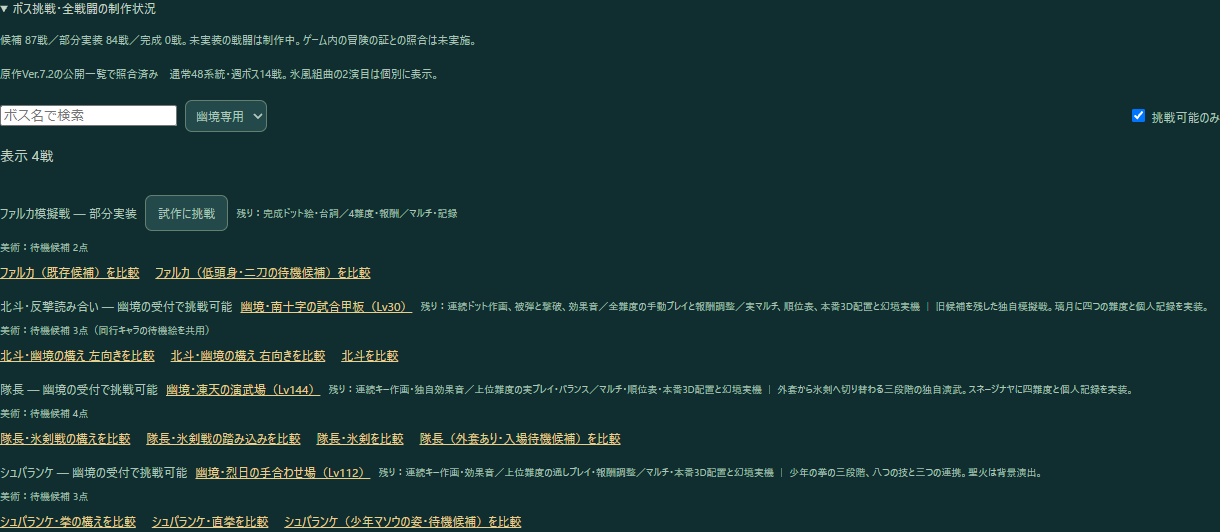 ▼ ボス挑戦・全戦闘の制作状況
候補 87戦／部分実装 84戦／完成 0戦。未実装の戦闘は制作中。ゲーム内の冒険の証との照合は未実施。
原作Ver.7.2の公開一覧で照合済み　通常48系統・週ボス14戦。氷風組曲の2演目は個別に表示。
ボス名で検索 幽境専用 挑戦可能のみ
表示 4戦
ファルカ模擬戦 — 部分実装 試作に挑戦 残り：完成ドット絵・台詞／4難度・報酬／マルチ・記録
美術：待機候補 2点
ファルカ（既存候補）を比較 ファルカ（低頭身・二刀の待機候補）を比較
北斗・反撃読み合い — 幽境の受付で挑戦可能 幽境・南十字の試合甲板（Lv30） 残り：連続ドット作画、被弾と撃破、効果音／全難度の手動プレイと報酬調整／実マルチ、順位表、本番3D配置と幻境実機 ｜ 旧候補を残した独自模擬戦。璃月に四つの難度と個人記録を実装。
美術：待機候補 3点（同行キャラの待機絵を共用）
北斗・幽境の構え 左向きを比較 北斗・幽境の構え 右向きを比較 北斗を比較
隊長 — 幽境の受付で挑戦可能 幽境・凍天の演武場（Lv144） 残り：連続キー作画・独自効果音／上位難度の実プレイ・バランス／マルチ・順位表・本番3D配置と幻境実機 ｜ 外套から氷剣へ切り替わる三段階の独自演武。スネージナヤに四難度と個人記録を実装。
美術：待機候補 4点
隊長・氷剣戦の構えを比較 隊長・氷剣戦の踏み込みを比較 隊長・氷剣を比較 隊長（外套あり・入場待機候補）を比較
シュバランケ — 幽境の受付で挑戦可能 幽境・烈日の手合わせ場（Lv112） 残り：連続キー作画・効果音／上位難度の通しプレイ・報酬調整／マルチ・本番3D配置と幻境実機 ｜ 少年の拳の三段階、八つの技と三つの連携。聖火は背景演出。
美術：待機候補 3点
シュバランケ・拳の構えを比較 シュバランケ・直拳を比較 シュバランケ（少年マソウの姿・待機候補）を比較